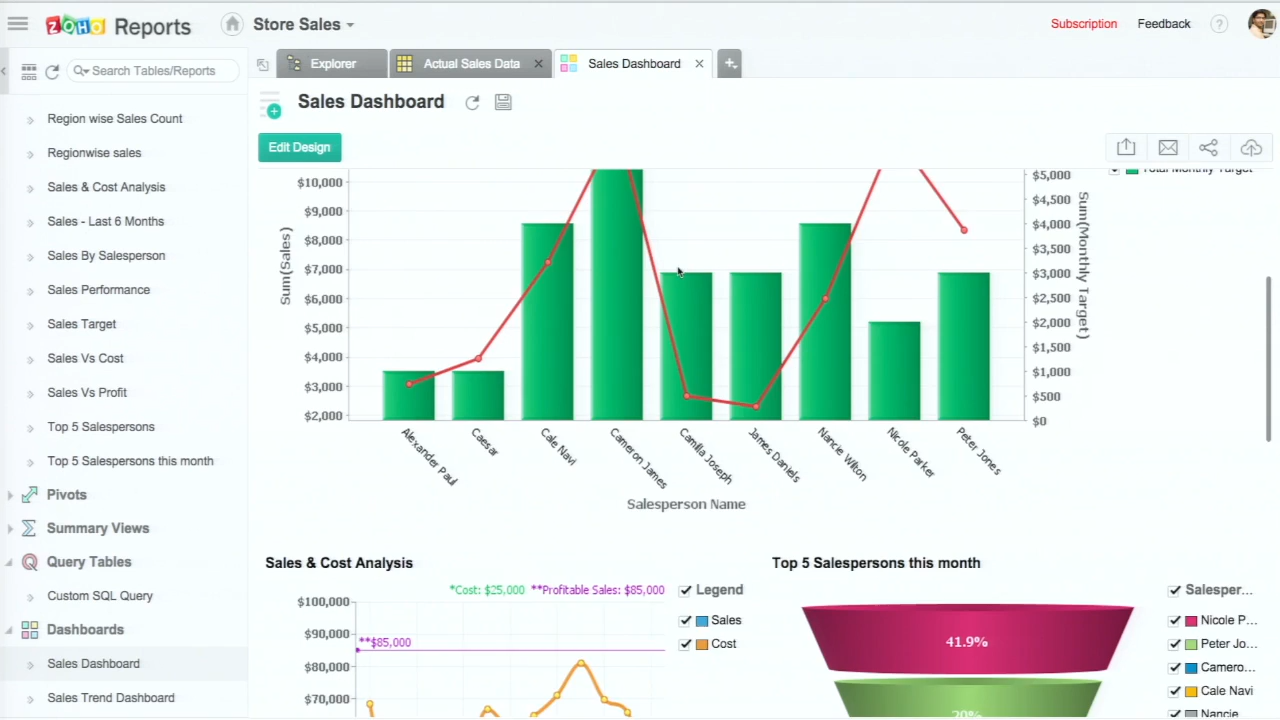 ZOHO Reports
Store Sales
Subscription
Feedback
?
Search Tables/Reports
Explorer
Actual Sales Data
Sales Dashboard
Region wise Sales Count
Regionwise sales
Sales & Cost Analysis
Sales - Last 6 Months
Sales By Salesperson
Sales Performance
Sales Target
Sales Vs Cost
Sales Vs Profit
Top 5 Salespersons
Top 5 Salespersons this month
Pivots
Summary Views
Query Tables
Custom SQL Query
Dashboards
Sales Dashboard
Sales Trend Dashboard
Sales Dashboard
Edit Design
Total Monthly Target
Sum(Sales)
$10,000
$9,000
$8,000
$7,000
$6,000
$5,000
$4,000
$3,000
$2,000
$5,000
$4,500
$4,000
$3,500
$3,000
$2,500
$2,000
$1,500
$1,000
$500
$0
Sum(Monthly Target)
Alexander Paul
Caesar
Cale Navi
Cameron James
Camilla Joseph
James Daniels
Nancie Wilton
Nicole Parker
Peter Jones
Salesperson Name
Sales & Cost Analysis
*Cost: $25,000 **Profitable Sales: $85,000
$100,000
$90,000
$80,000
$70,000
**$85,000
Legend
Sales
Cost
Top 5 Salespersons this month
41.9%
20%
Salesper...
Nicole P...
Peter Jo...
Camero...
Cale Navi
Nancie